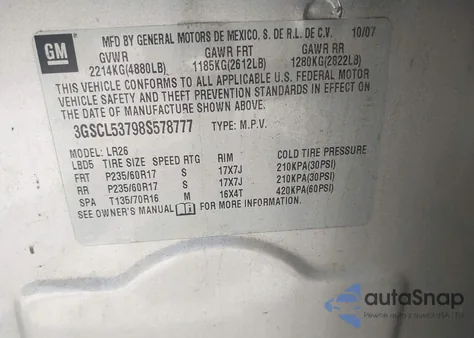 GM
MFD BY GENERAL MOTORS DE MEXICO, S. DE R.L. DE C.V. 10/07
GVWR GAWR FRT GAWR RR
2214KG(4880LB) 1185KG(2612LB) 1280KG(2822LB)
THIS VEHICLE CONFORMS TO ALL APPLICABLE U.S. FEDERAL MOTOR
VEHICLE SAFETY AND THEFT PREVENTION STANDARDS IN EFFECT ON
THE DATE OF MANUFACTURE SHOWN ABOVE.
3GSCL53798S578777 TYPE: M.P.V.
MODEL: LR26
LBD5 TIRE SIZE SPEED RTG RIM COLD TIRE PRESSURE
FRT P235/60R17 S 17X7J 210KPA(30PSI)
RR P235/60R17 S 17X7J 210KPA(30PSI)
SPA T135/70R16 M 16X4T 420KPA(60PSI)
SEE OWNER'S MANUAL FOR MORE INFORMATION.
autoSnap